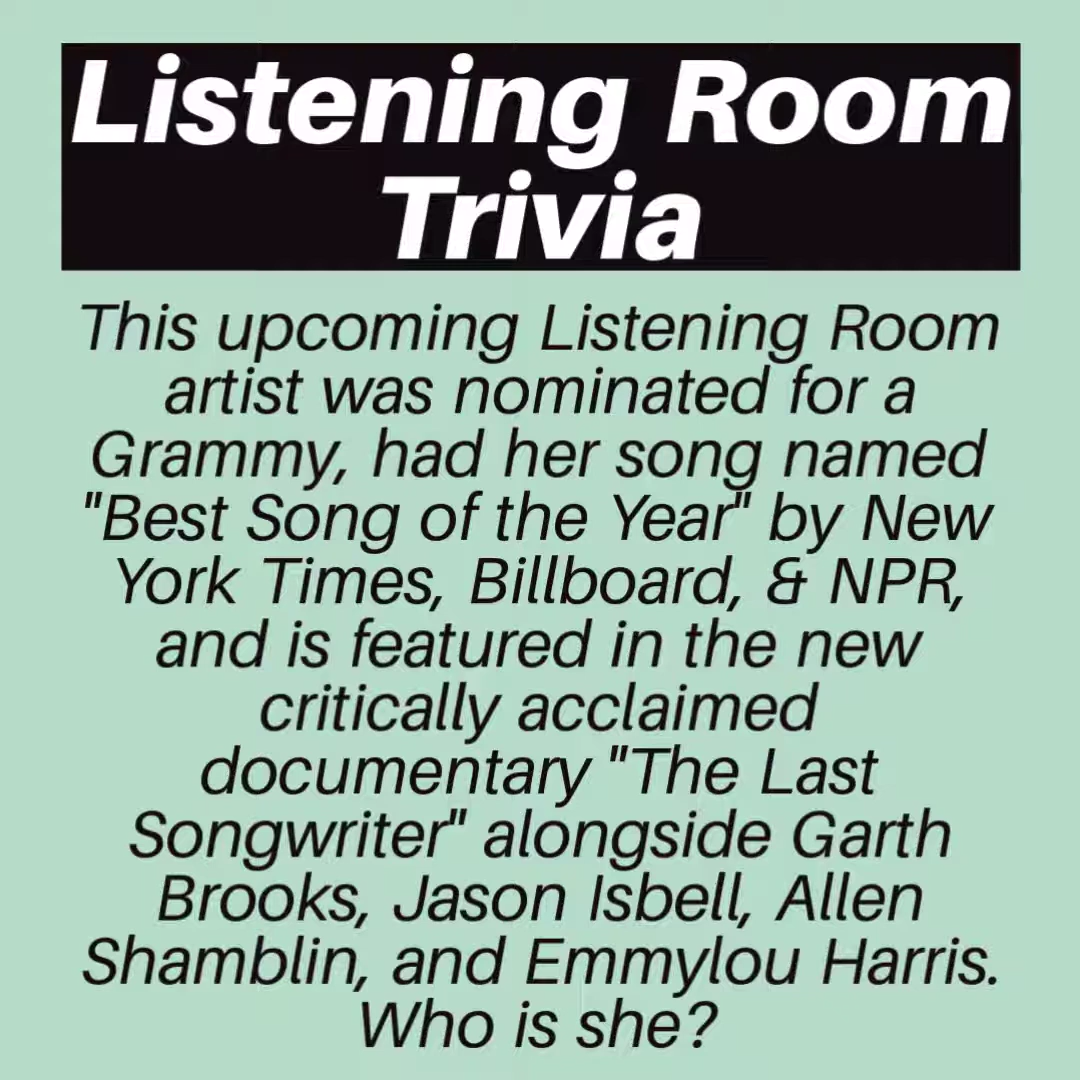 Listening Room
Trivia
This upcoming Listening Room
artist was nominated for a
Grammy, had her song named
"Best Song of the Year" by New
York Times, Billboard, & NPR,
and is featured in the new
critically acclaimed
documentary "The Last
Songwriter" alongside Garth
Brooks, Jason Isbell, Allen
Shamblin, and Emmylou Harris.
Who is she?